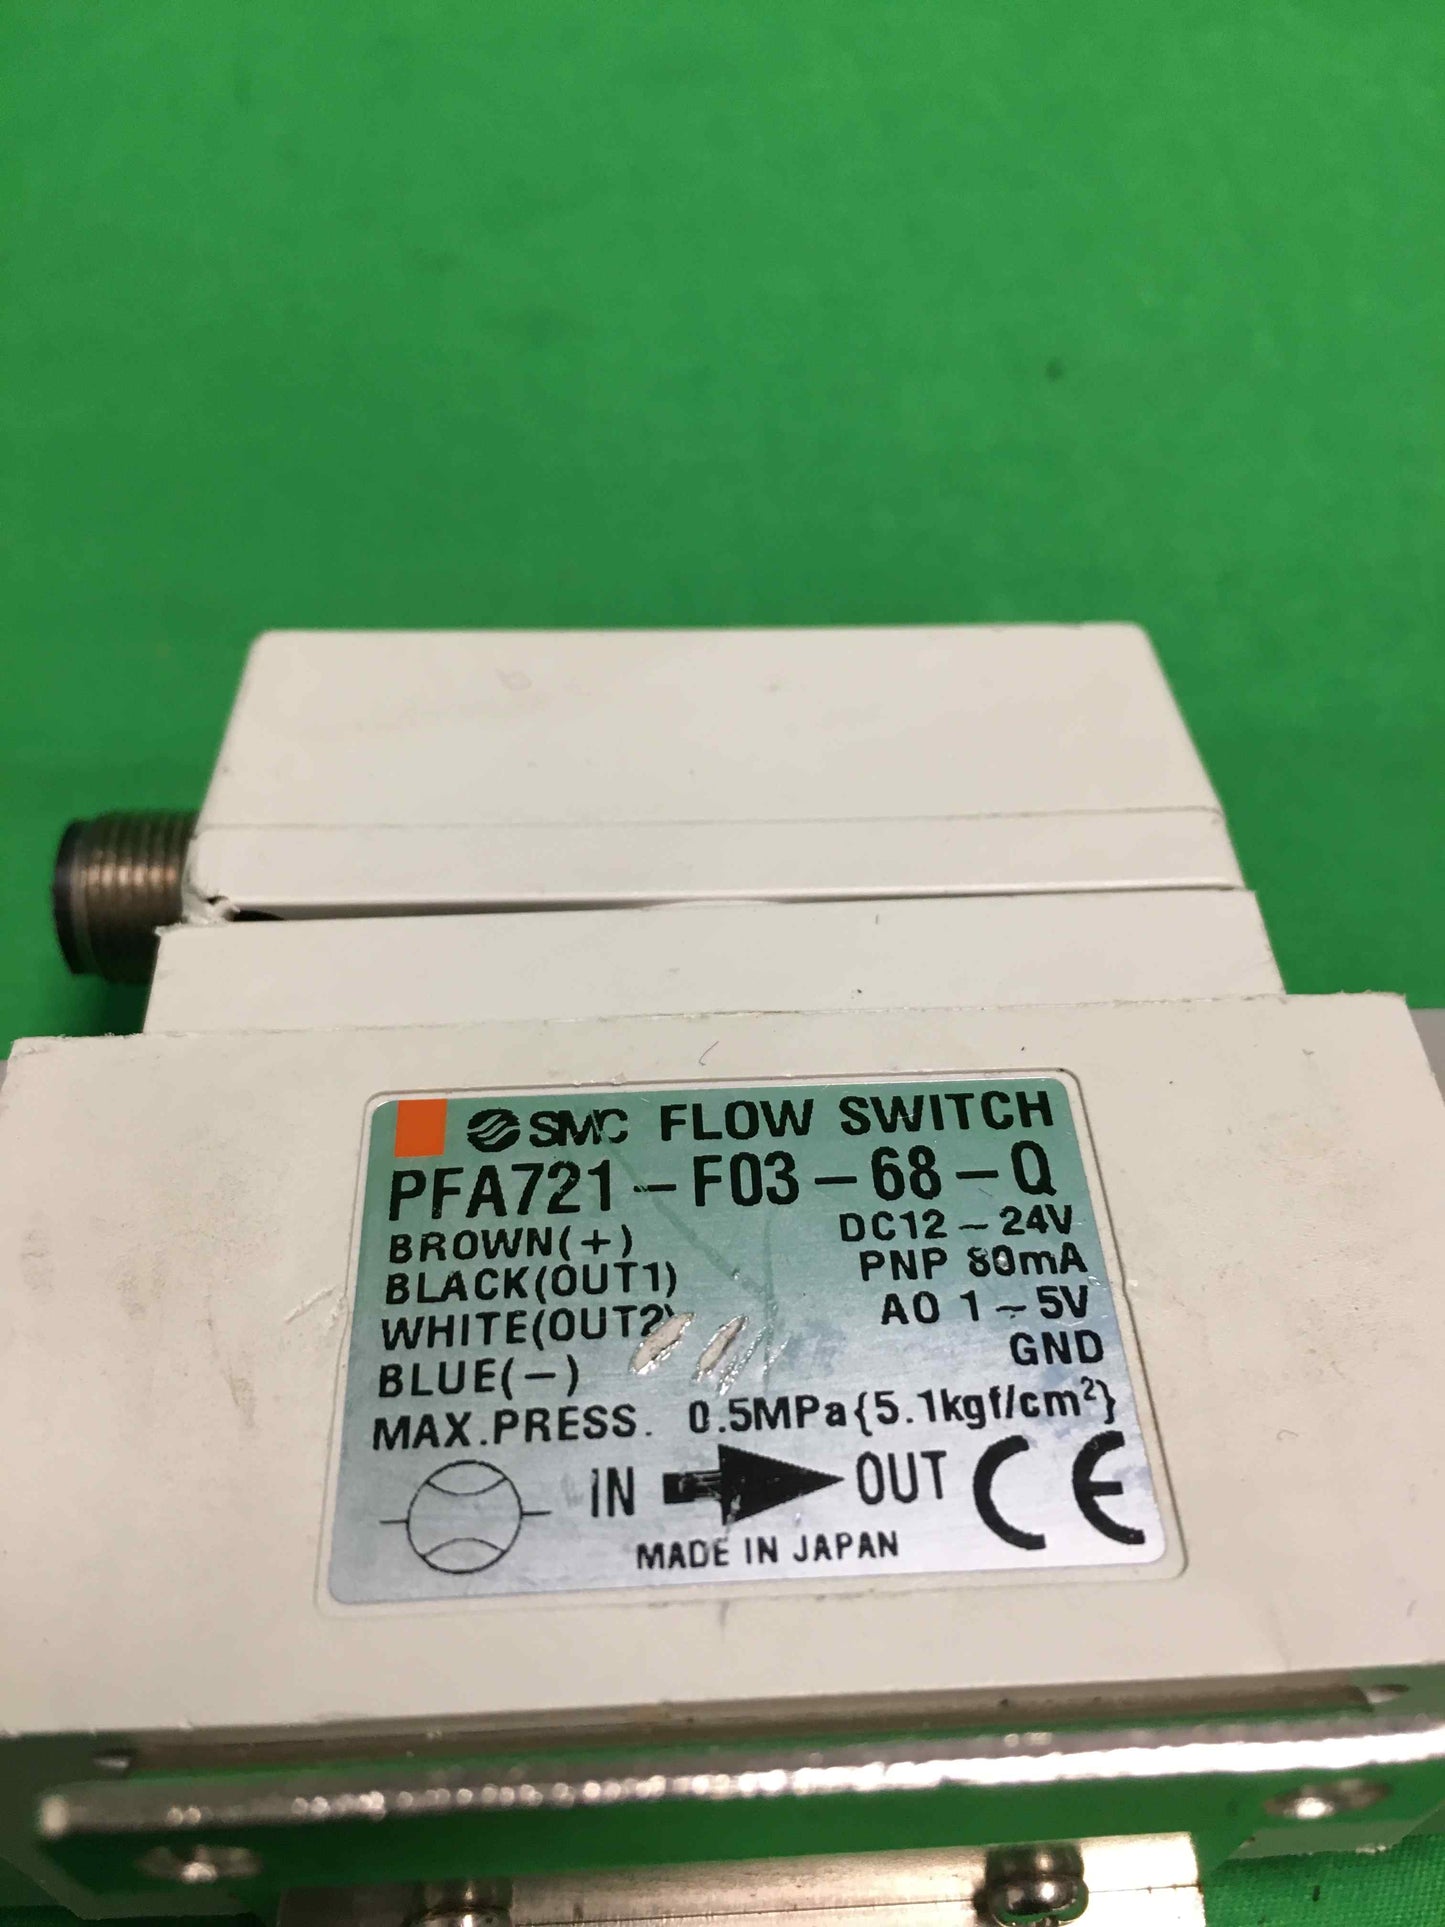 SMC FLOW SWITCH
PFA721-F03-68-Q
BROWN(+) DC12~24V
BLACK(OUT1) PNP 80mA
WHITE(OUT2) AO 1~5V
BLUE(-) GND
MAX.PRESS. 0.5MPa{5.1kgf/cm²}
IN OUT CE
MADE IN JAPAN